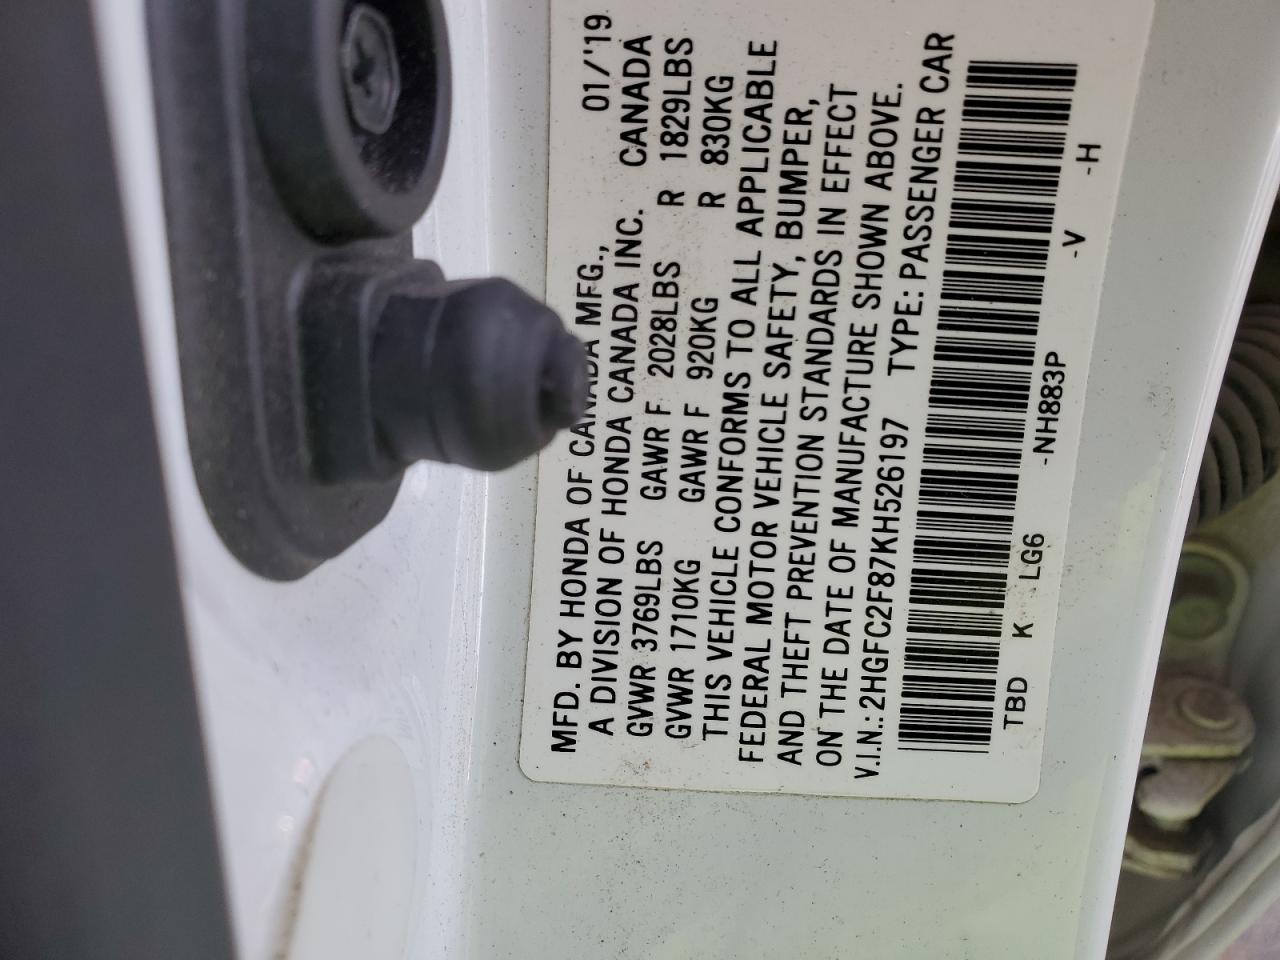 MFD. BY HONDA OF CANADA MFG., 01/'19
A DIVISION OF HONDA CANADA INC. CANADA
GVWR 3769LBS GAWR F 2028LBS R 1829LBS
GVWR 1710KG GAWR F 920KG R 830KG
THIS VEHICLE CONFORMS TO ALL APPLICABLE
FEDERAL MOTOR VEHICLE SAFETY, BUMPER,
AND THEFT PREVENTION STANDARDS IN EFFECT
ON THE DATE OF MANUFACTURE SHOWN ABOVE.
V.I.N.: 2HGFC2F87KH526197 TYPE: PASSENGER CAR
TBD K LG6 -NH883P -V -H